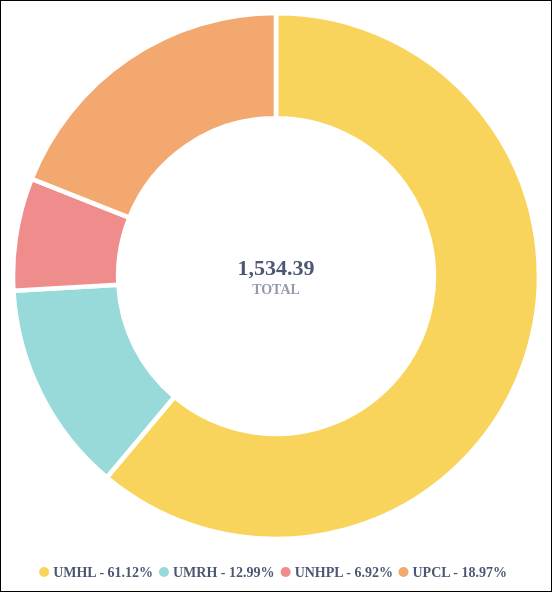 1,534.39
TOTAL
UMHL - 61.12% UMRH - 12.99% UNHPL - 6.92% UPCL - 18.97%